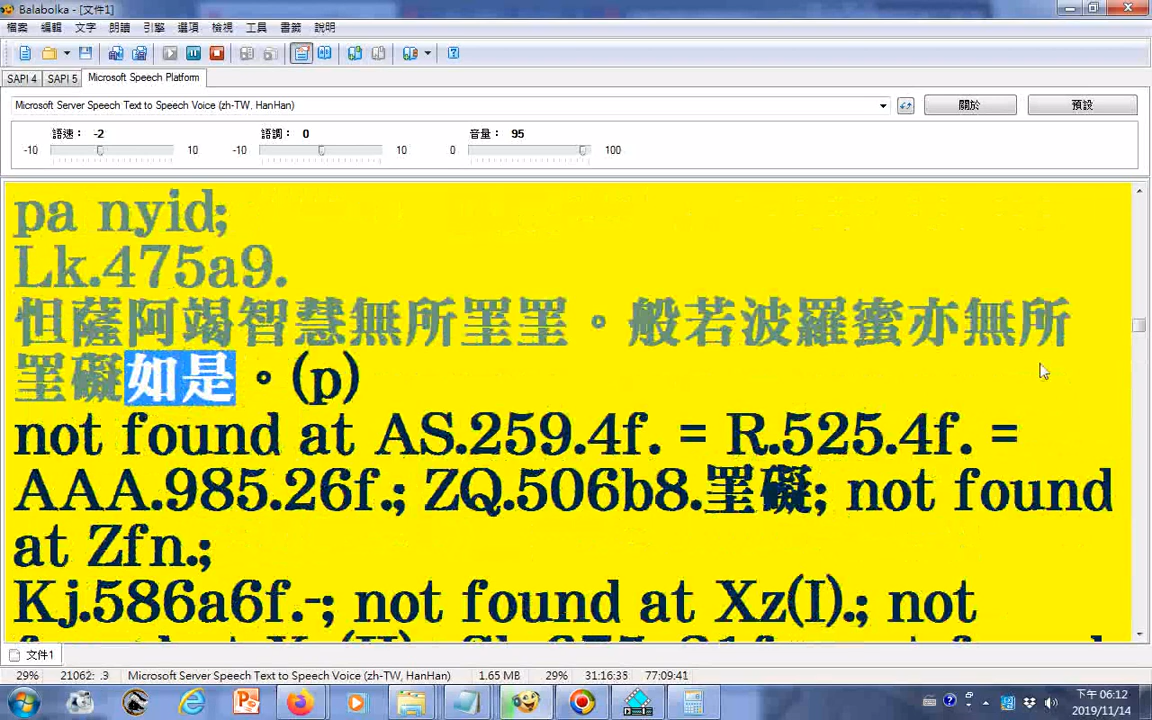 Balabolka - [文件1]
檔案 編輯 文字 朗讀 引擎 選項 檢視 工具 書籤 說明
SAPI 4 SAPI 5 Microsoft Speech Platform
Microsoft Server Speech Text to Speech Voice (zh-TW, HanHan) 關於 預設
語速： -2 語調： 0 音量： 95
-10 10 -10 10 0 100
pa nyid;
Lk.475a9.
怛薩阿竭智慧無所罣罣。般若波羅蜜亦無所
罣礙如是。(p)
not found at AS.259.4f. = R.525.4f. =
AAA.985.26f.; ZQ.506b8.罣礙; not found
at Zfn.;
Kj.586a6f.-; not found at Xz(I).; not
文件1
29% 21062: .3 Microsoft Server Speech Text to Speech Voice (zh-TW, HanHan) 1.65 MB 29% 31:16:35 77:09:41
下午 06:12
2019/11/14